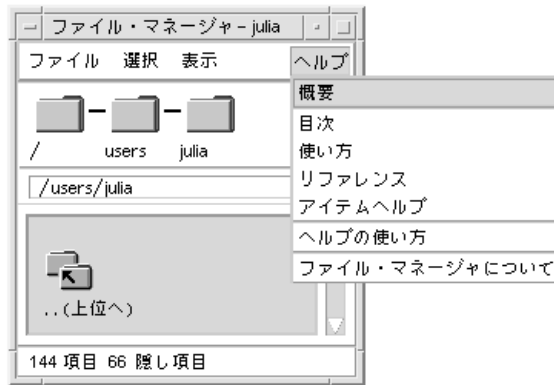 ファイル・マネージャ - julia
ファイル 選択 表示 ヘルプ
概要
目次
使い方
リファレンス
アイテムヘルプ
ヘルプの使い方
ファイル・マネージャについて
/ users julia
/users/julia
..(上位へ)
144 項目 66 隠し項目